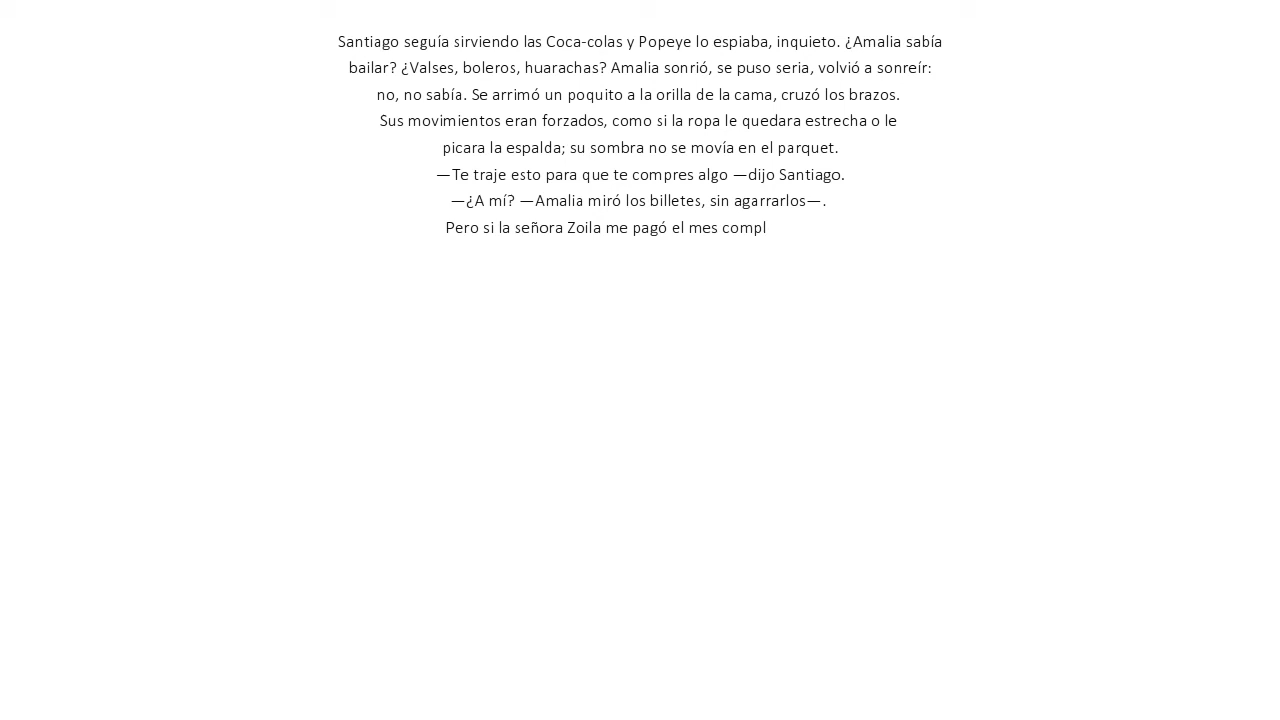 Santiago seguía sirviendo las Coca-colas y Popeye lo espiaba, inquieto. ¿Amalia sabía
bailar? ¿Valses, boleros, huarachas? Amalia sonrió, se puso seria, volvió a sonreír:
no, no sabía. Se arrimó un poquito a la orilla de la cama, cruzó los brazos.
Sus movimientos eran forzados, como si la ropa le quedara estrecha o le
picara la espalda; su sombra no se movía en el parquet.
—Te traje esto para que te compres algo —dijo Santiago.
—¿A mí? —Amalia miró los billetes, sin agarrarlos—.
Pero si la señora Zoila me pagó el mes compl